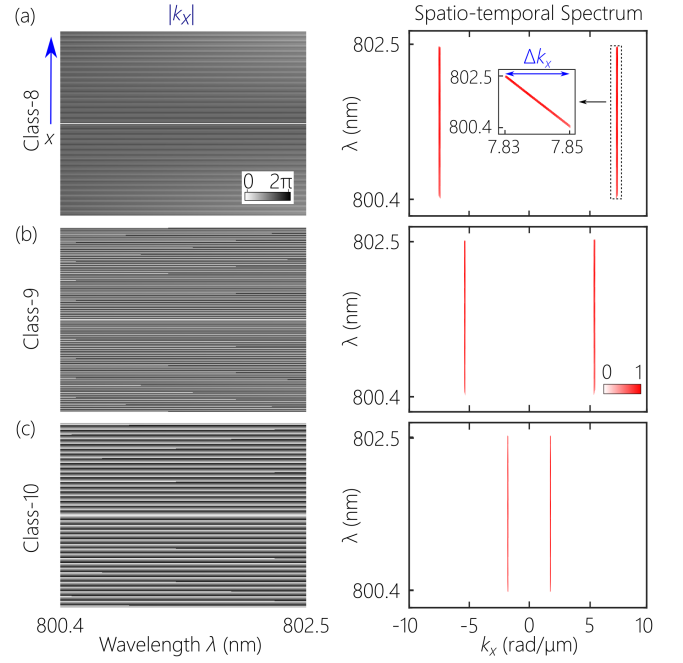 (a)
|kₓ|
Spatio-temporal Spectrum
Class-8
x
0 2π
802.5
λ (nm)
800.4
Δkₓ
802.5
800.4
7.83 7.85
(b)
Class-9
802.5
λ (nm)
800.4
0 1
(c)
Class-10
802.5
λ (nm)
800.4
800.4 802.5
Wavelength λ (nm)
-10 -5 0 5 10
kₓ (rad/μm)